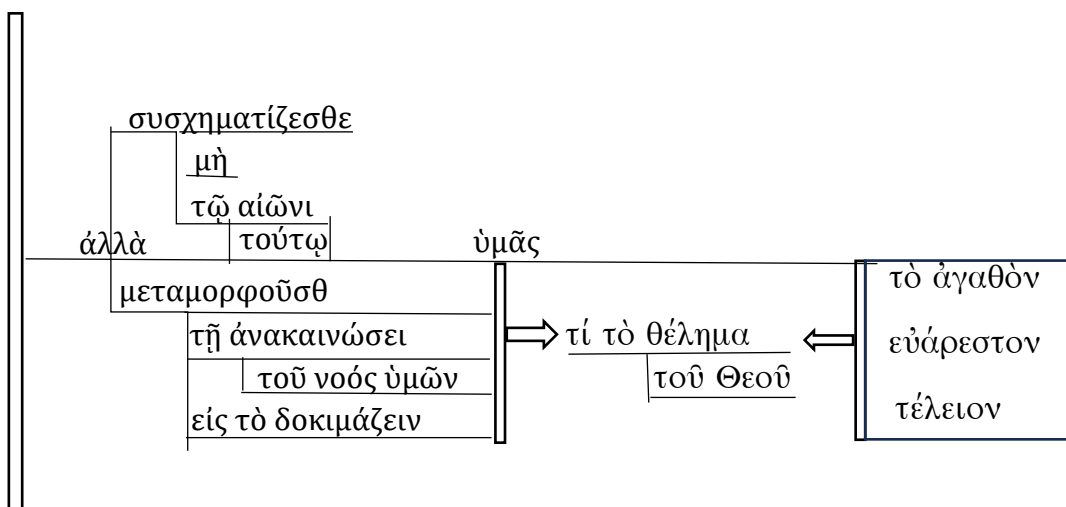 συσχηματίζεσθε
μὴ
τῷ αἰῶνι
τούτῳ
ἀλλὰ
ὑμᾶς
μεταμορφοῦσθ
τῇ ἀνακαινώσει
τοῦ νοός ὑμῶν
εἰς τὸ δοκιμάζειν
τί τὸ θέλημα
τοῦ Θεοῦ
τὸ ἀγαθὸν
εὐάρεστον
τέλειον